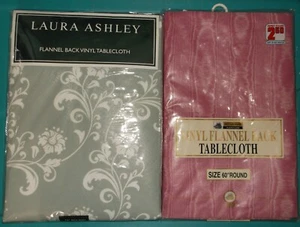 LAURA ASHLEY
FLANNEL BACK VINYL TABLECLOTH
VINYL FLANNEL BACK
TABLECLOTH
SIZE 60" ROUND